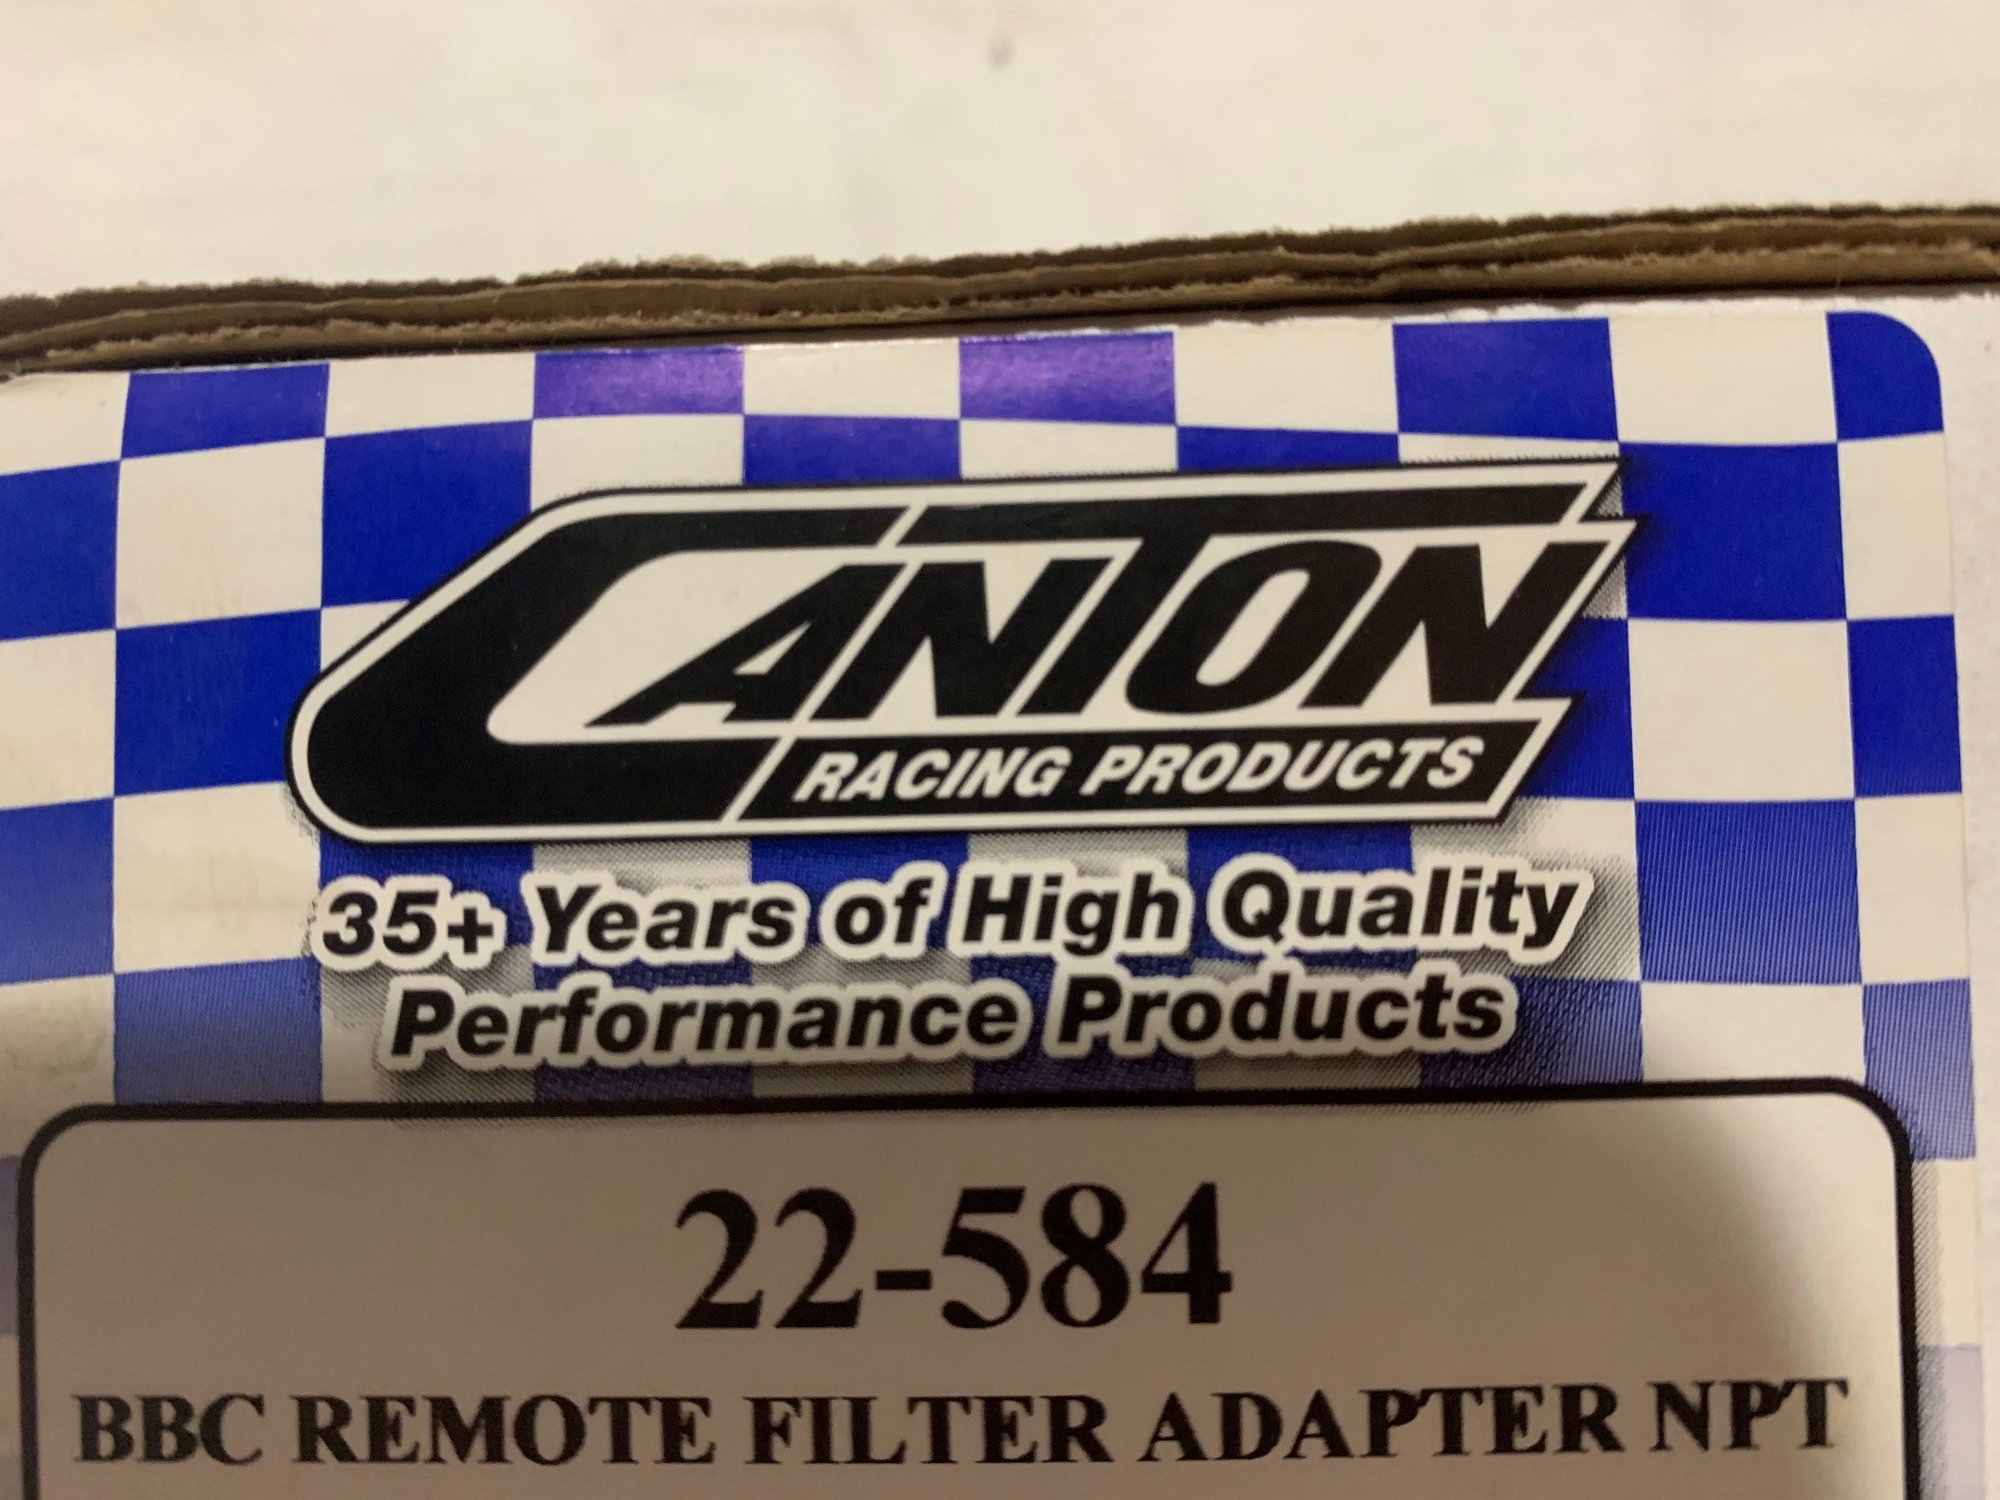 CANTON
RACING PRODUCTS
35+ Years of High Quality
Performance Products
22-584
BBC REMOTE FILTER ADAPTER NPT